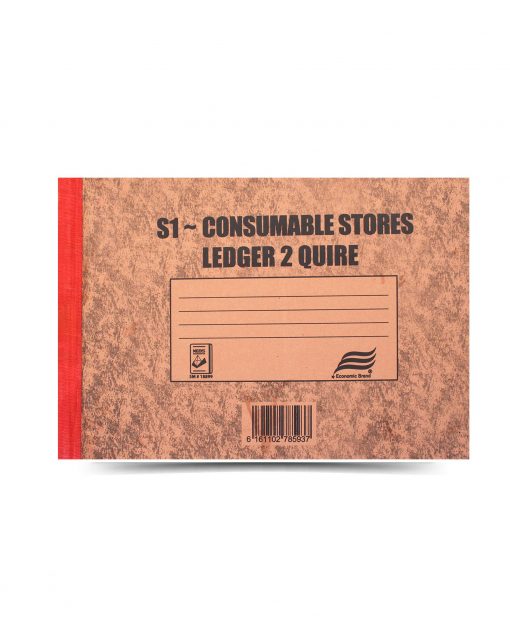 S1 ~ CONSUMABLE STORES
LEDGER 2 QUIRE
Economic Brand ®
6 161102 785937